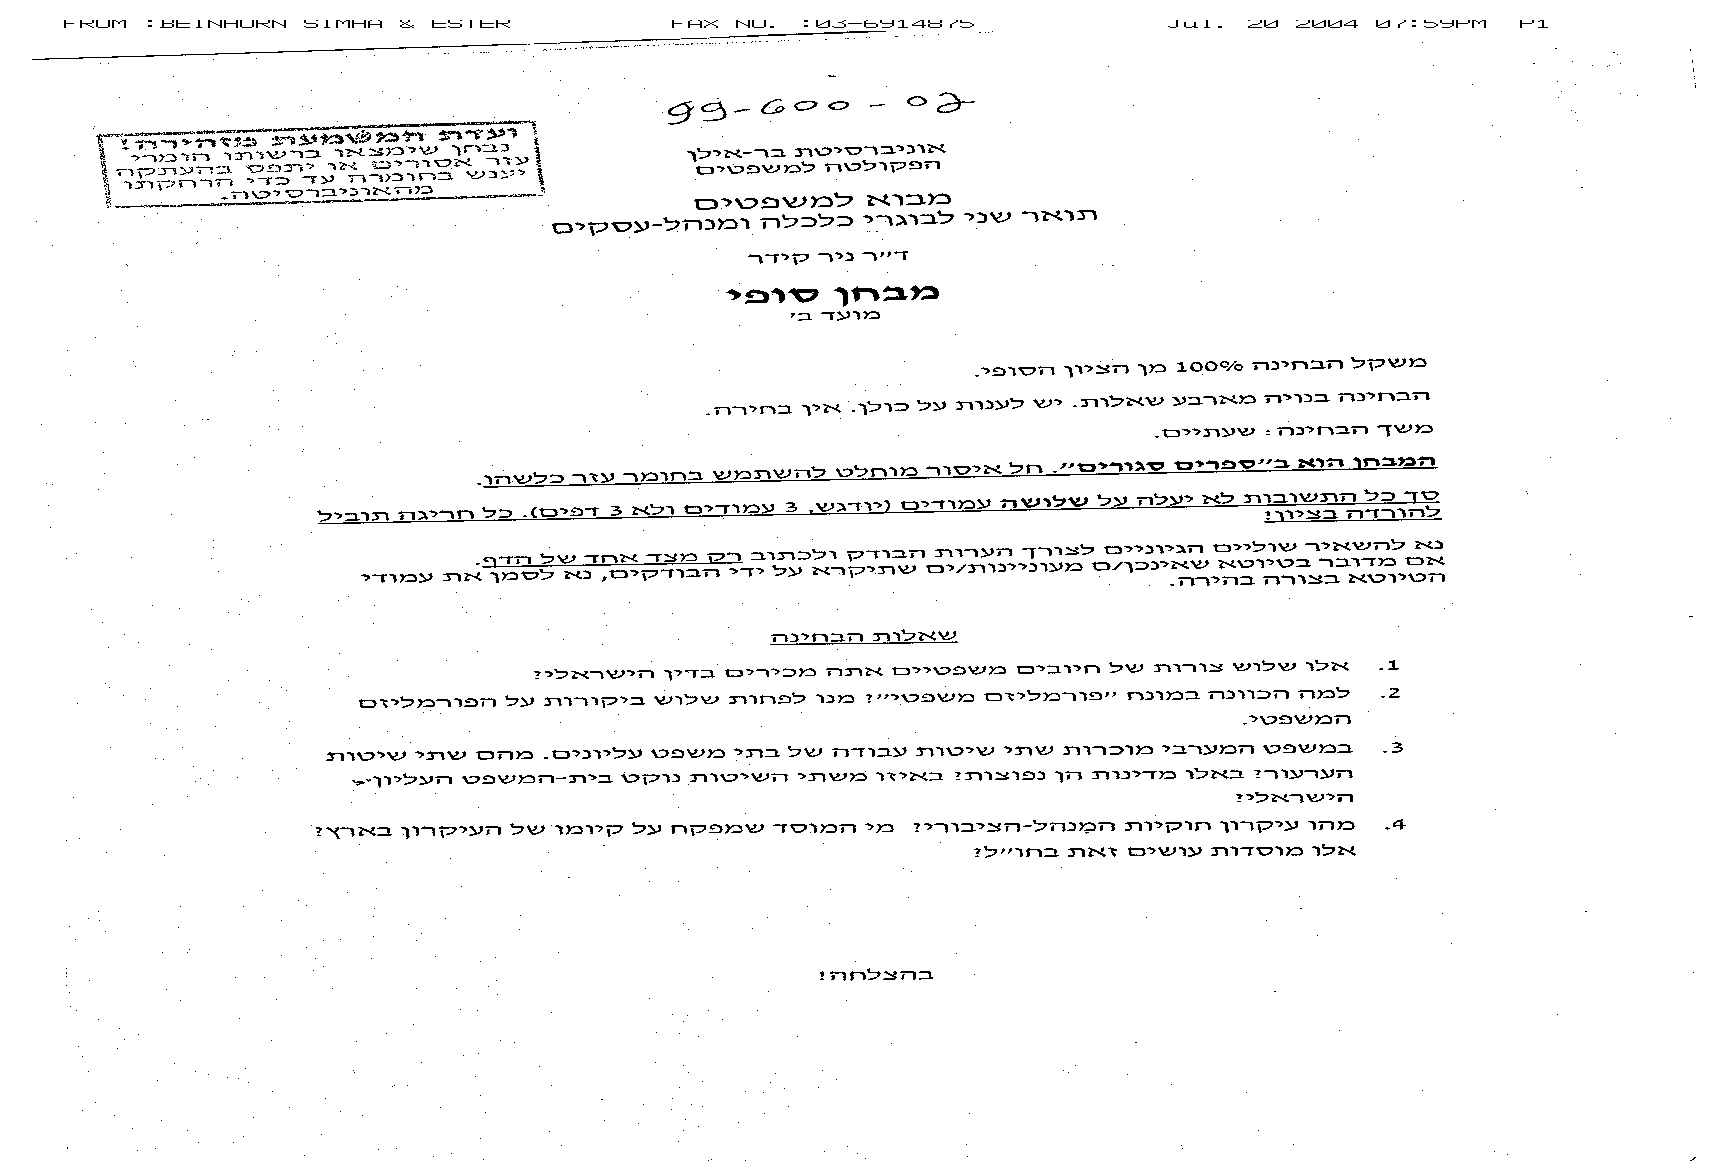 FROM : BEINHORN SIMHA & ESTER FAX NO. : 03-6914875 Jul. 20 2004 07:59PM P1
99-600-02
ועדת המשמעת מזהירה!
נבחן שימצאו ברשותו חומרי
עזר אסורים או יתפס בהעתקה
יענש בחומרה עד כדי הרחקתו
מהאוניברסיטה.
אוניברסיטת בר-אילן
הפקולטה למשפטים
מבוא למשפטים
תואר שני לבוגרי כלכלה ומנהל-עסקים
ד״ר ניר קידר
מבחן סופי
מועד ב׳
משקל הבחינה 100% מן הציון הסופי.
הבחינה בנויה מארבע שאלות. יש לענות על כולן. אין בחירה.
משך הבחינה: שעתיים.
המבחן הוא ב״ספרים סגורים״. חל איסור מוחלט להשתמש בחומר עזר כלשהו.
סך כל התשובות לא יעלה על שלושה עמודים (יודגש, 3 עמודים ולא 3 דפים). כל חריגה תוביל
להורדה בציון!
נא להשאיר שוליים הגיוניים לצורך הערות הבודק ולכתוב רק מצד אחד של הדף.
אם מדובר בטיוטא שאינכן/ם מעוניינות/ים שתיקרא על ידי הבודקים, נא לסמן את עמודי
הטיוטא בצורה בהירה.
שאלות הבחינה
1. אלו שלוש צורות של חיובים משפטיים אתה מכירים בדין הישראלי?
2. למה הכוונה במונח ״פורמליזם משפטי״? מנו לפחות שלוש ביקורות על הפורמליזם
המשפטי.
3. במשפט המערבי מוכרות שתי שיטות עבודה של בתי משפט עליונים. מהם שתי שיטות
הערעור? באלו מדינות הן נפוצות? באיזו משתי השיטות נוקט בית-המשפט העליון
הישראלי?
4. מהו עיקרון חוקיות המנהל-הציבורי? מי המוסד שמפקח על קיומו של העיקרון בארץ?
אלו מוסדות עושים זאת בחו״ל?
בהצלחה!